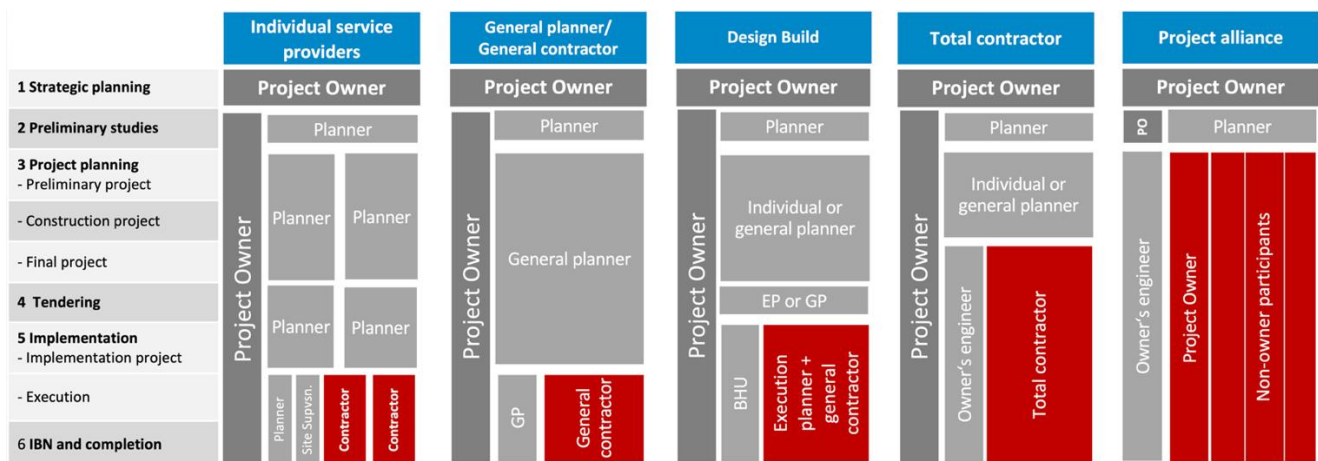 Individual service
providers
General planner/
General contractor
Design Build
Total contractor
Project alliance
1 Strategic planning
2 Preliminary studies
3 Project planning
- Preliminary project
- Construction project
- Final project
4 Tendering
5 Implementation
- Implementation project
- Execution
6 IBN and completion
Project Owner
Project Owner
Planner
Planner
Planner
Planner
Planner
Planner
Site Supvsn.
Contractor
Contractor
Project Owner
Project Owner
Planner
General planner
GP
General
contractor
Project Owner
Project Owner
Planner
Individual or
general planner
EP or GP
BHU
Execution
planner +
general
contractor
Project Owner
Project Owner
Planner
Individual or
general planner
Owner's engineer
Total contractor
Project Owner
PO
Planner
Owner's engineer
Project Owner
Non-owner participants